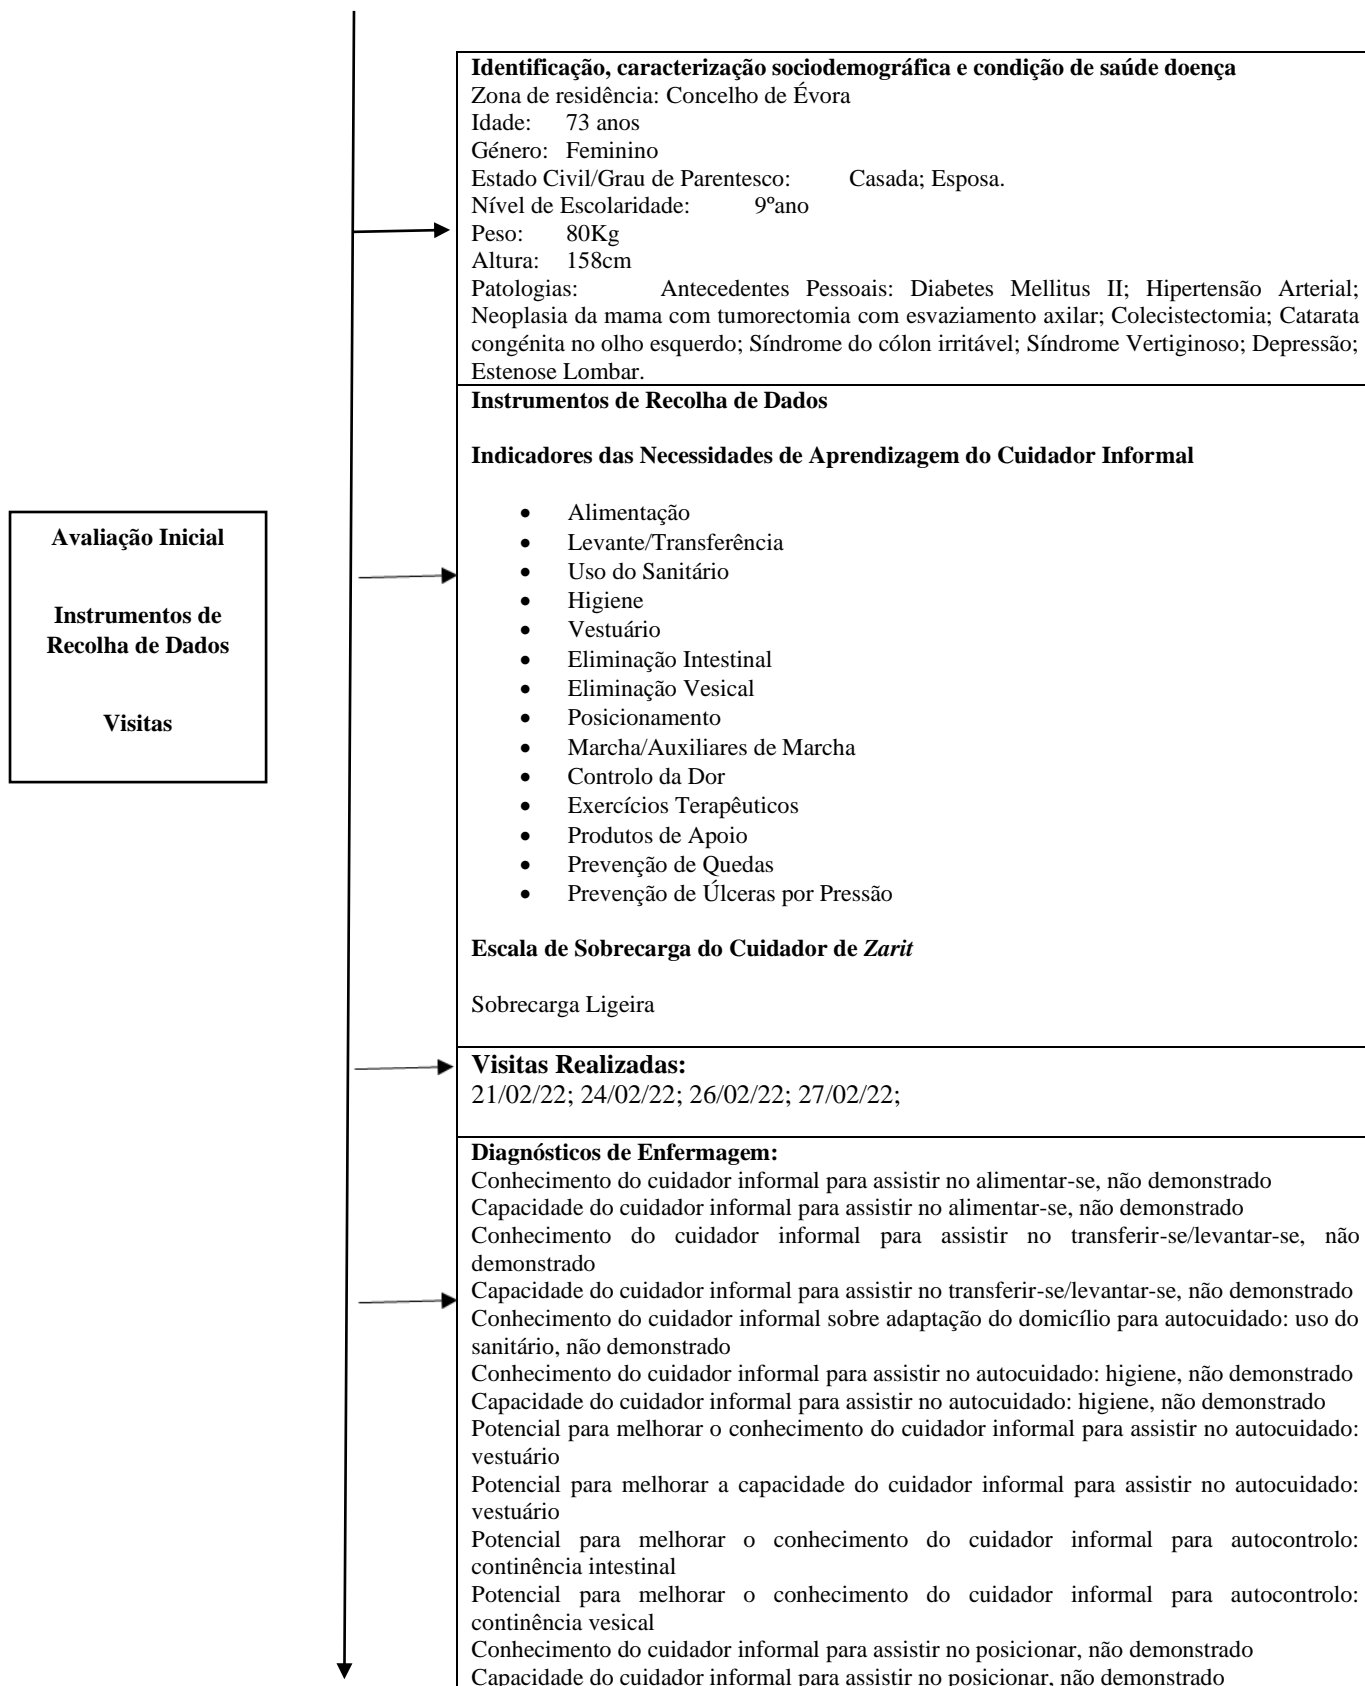 Identificação, caracterização sociodemográfica e condição de saúde doença
Zona de residência: Concelho de Évora
Idade: 73 anos
Género: Feminino
Estado Civil/Grau de Parentesco: Casada; Esposa.
Nível de Escolaridade: 9ºano
Peso: 80Kg
Altura: 158cm
Patologias: Antecedentes Pessoais: Diabetes Mellitus II; Hipertensão Arterial;
Neoplasia da mama com tumorectomia com esvaziamento axilar; Colecistectomia; Catarata
congénita no olho esquerdo; Síndrome do cólon irritável; Síndrome Vertiginoso; Depressão;
Estenose Lombar.
Avaliação Inicial
Instrumentos de
Recolha de Dados
Visitas
Instrumentos de Recolha de Dados
Indicadores das Necessidades de Aprendizagem do Cuidador Informal
• Alimentação
• Levante/Transferência
• Uso do Sanitário
• Higiene
• Vestuário
• Eliminação Intestinal
• Eliminação Vesical
• Posicionamento
• Marcha/Auxiliares de Marcha
• Controlo da Dor
• Exercícios Terapêuticos
• Produtos de Apoio
• Prevenção de Quedas
• Prevenção de Úlceras por Pressão
Escala de Sobrecarga do Cuidador de Zarit
Sobrecarga Ligeira
Visitas Realizadas:
21/02/22; 24/02/22; 26/02/22; 27/02/22;
Diagnósticos de Enfermagem:
Conhecimento do cuidador informal para assistir no alimentar-se, não demonstrado
Capacidade do cuidador informal para assistir no alimentar-se, não demonstrado
Conhecimento do cuidador informal para assistir no transferir-se/levantar-se, não
demonstrado
Capacidade do cuidador informal para assistir no transferir-se/levantar-se, não demonstrado
Conhecimento do cuidador informal sobre adaptação do domicílio para autocuidado: uso do
sanitário, não demonstrado
Conhecimento do cuidador informal para assistir no autocuidado: higiene, não demonstrado
Capacidade do cuidador informal para assistir no autocuidado: higiene, não demonstrado
Potencial para melhorar o conhecimento do cuidador informal para assistir no autocuidado:
vestuário
Potencial para melhorar a capacidade do cuidador informal para assistir no autocuidado:
vestuário
Potencial para melhorar o conhecimento do cuidador informal para autocontrolo:
continência intestinal
Potencial para melhorar o conhecimento do cuidador informal para autocontrolo:
continência vesical
Conhecimento do cuidador informal para assistir no posicionar, não demonstrado
Capacidade do cuidador informal para assistir no posicionar, não demonstrado